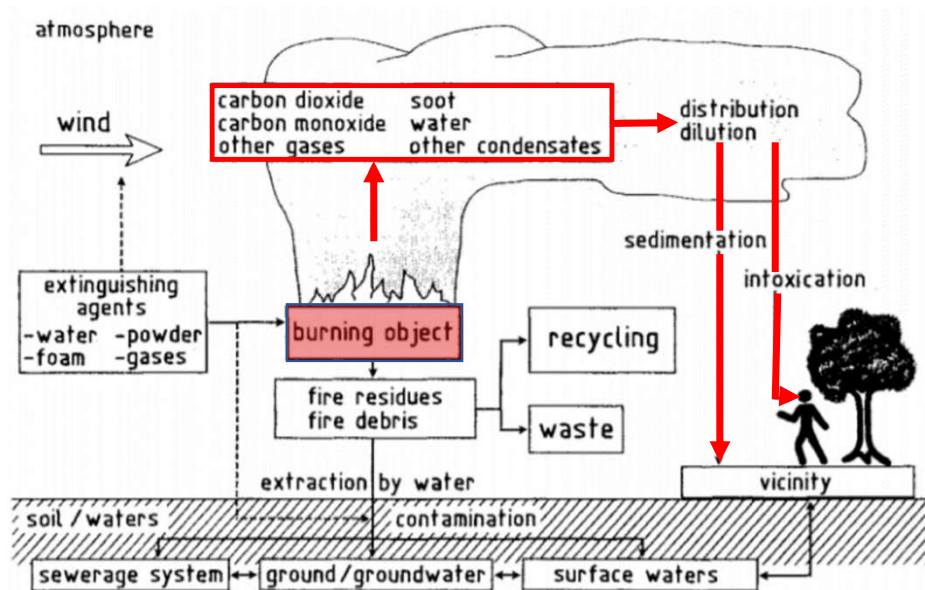 atmosphere
wind
carbon dioxide soot
carbon monoxide water
other gases other condensates
distribution
dilution
sedimentation
intoxication
extinguishing
agents
-water -powder
-foam -gases
burning object
recycling
fire residues
fire debris
waste
extraction by water
vicinity
soil/waters
contamination
sewerage system
ground/groundwater
surface waters